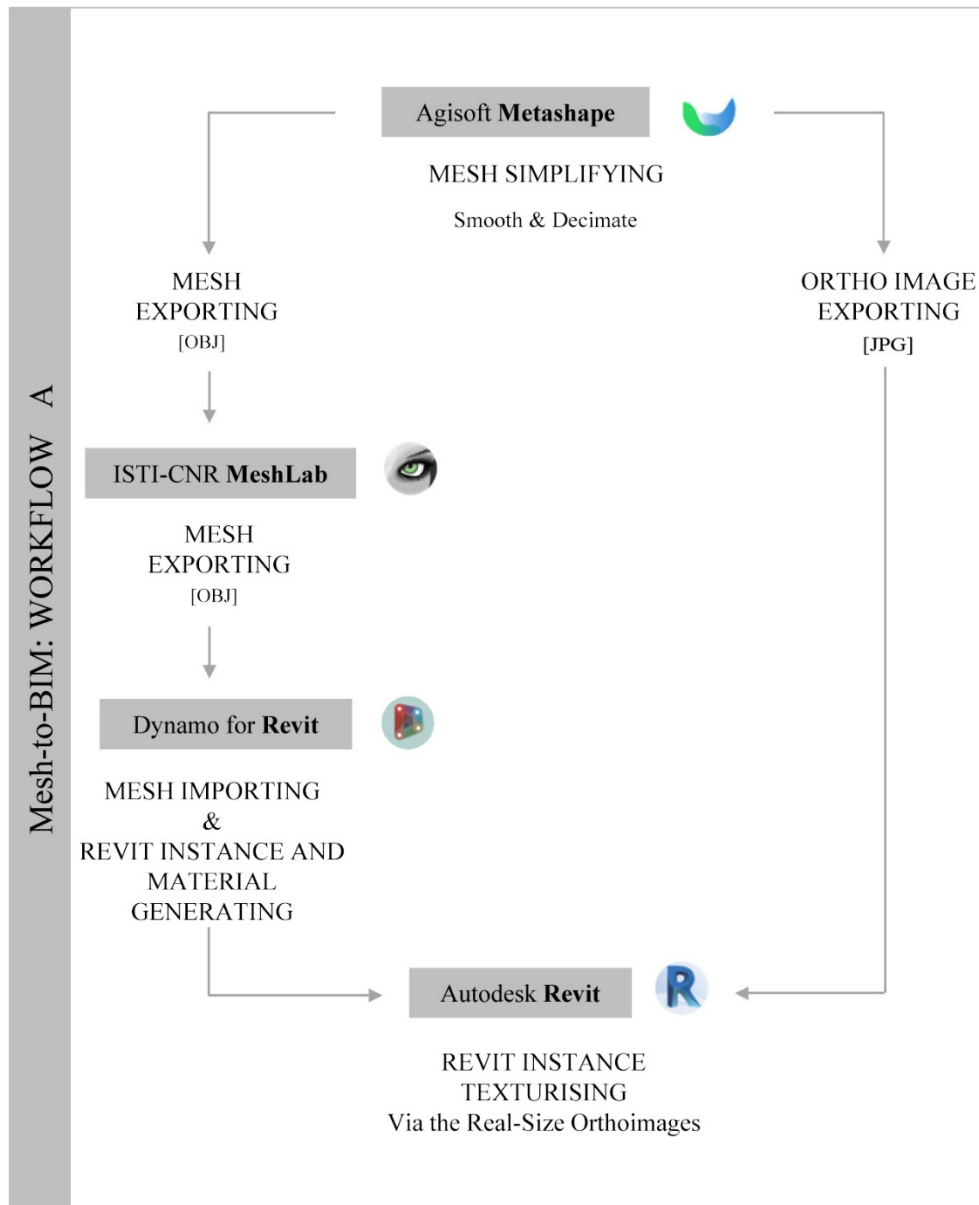 Mesh-to-BIM: WORKFLOW A
Agisoft Metashape
MESH SIMPLIFYING
Smooth & Decimate
MESH
EXPORTING
[OBJ]
ORTHO IMAGE
EXPORTING
[JPG]
ISTI-CNR MeshLab
MESH
EXPORTING
[OBJ]
Dynamo for Revit
MESH IMPORTING
&
REVIT INSTANCE AND
MATERIAL
GENERATING
Autodesk Revit
R
REVIT INSTANCE
TEXTURISING
Via the Real-Size Orthoimages